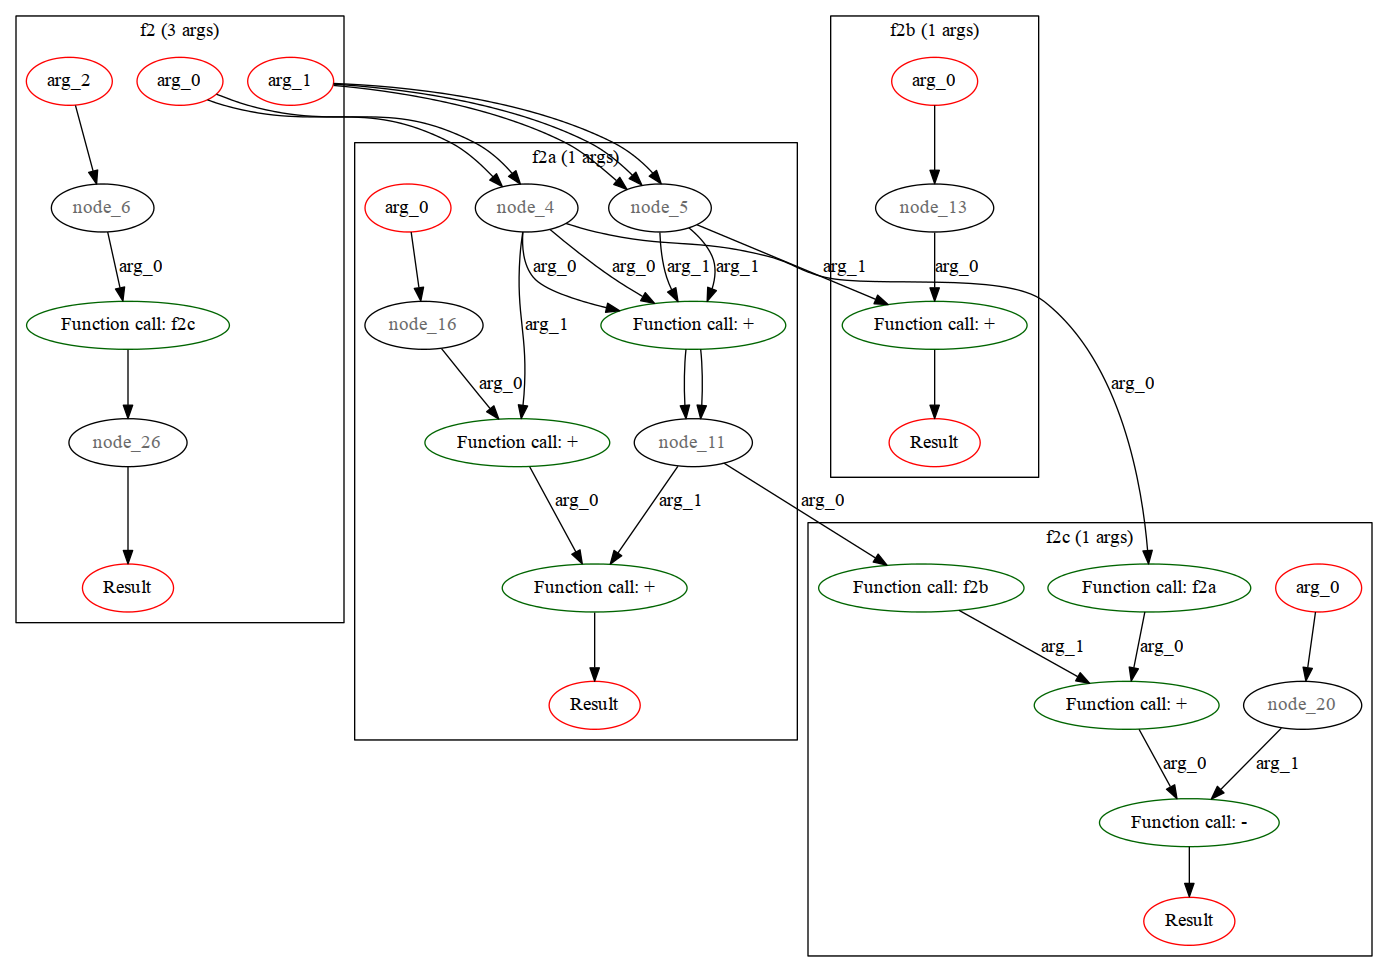 f2 (3 args)
arg_2
arg_0
arg_1
node_6
arg_0
Function call: f2c
node_26
Result
f2a (1 args)
arg_0
node_4
node_5
arg_0
arg_0
arg_1
arg_1
node_16
arg_1
Function call: +
arg_0
Function call: +
node_11
arg_0
arg_1
Function call: +
Result
f2b (1 args)
arg_0
node_13
arg_1
arg_0
Function call: +
Result
arg_0
arg_0
f2c (1 args)
Function call: f2b
Function call: f2a
arg_0
arg_1
arg_0
Function call: +
node_20
arg_0
arg_1
Function call: -
Result